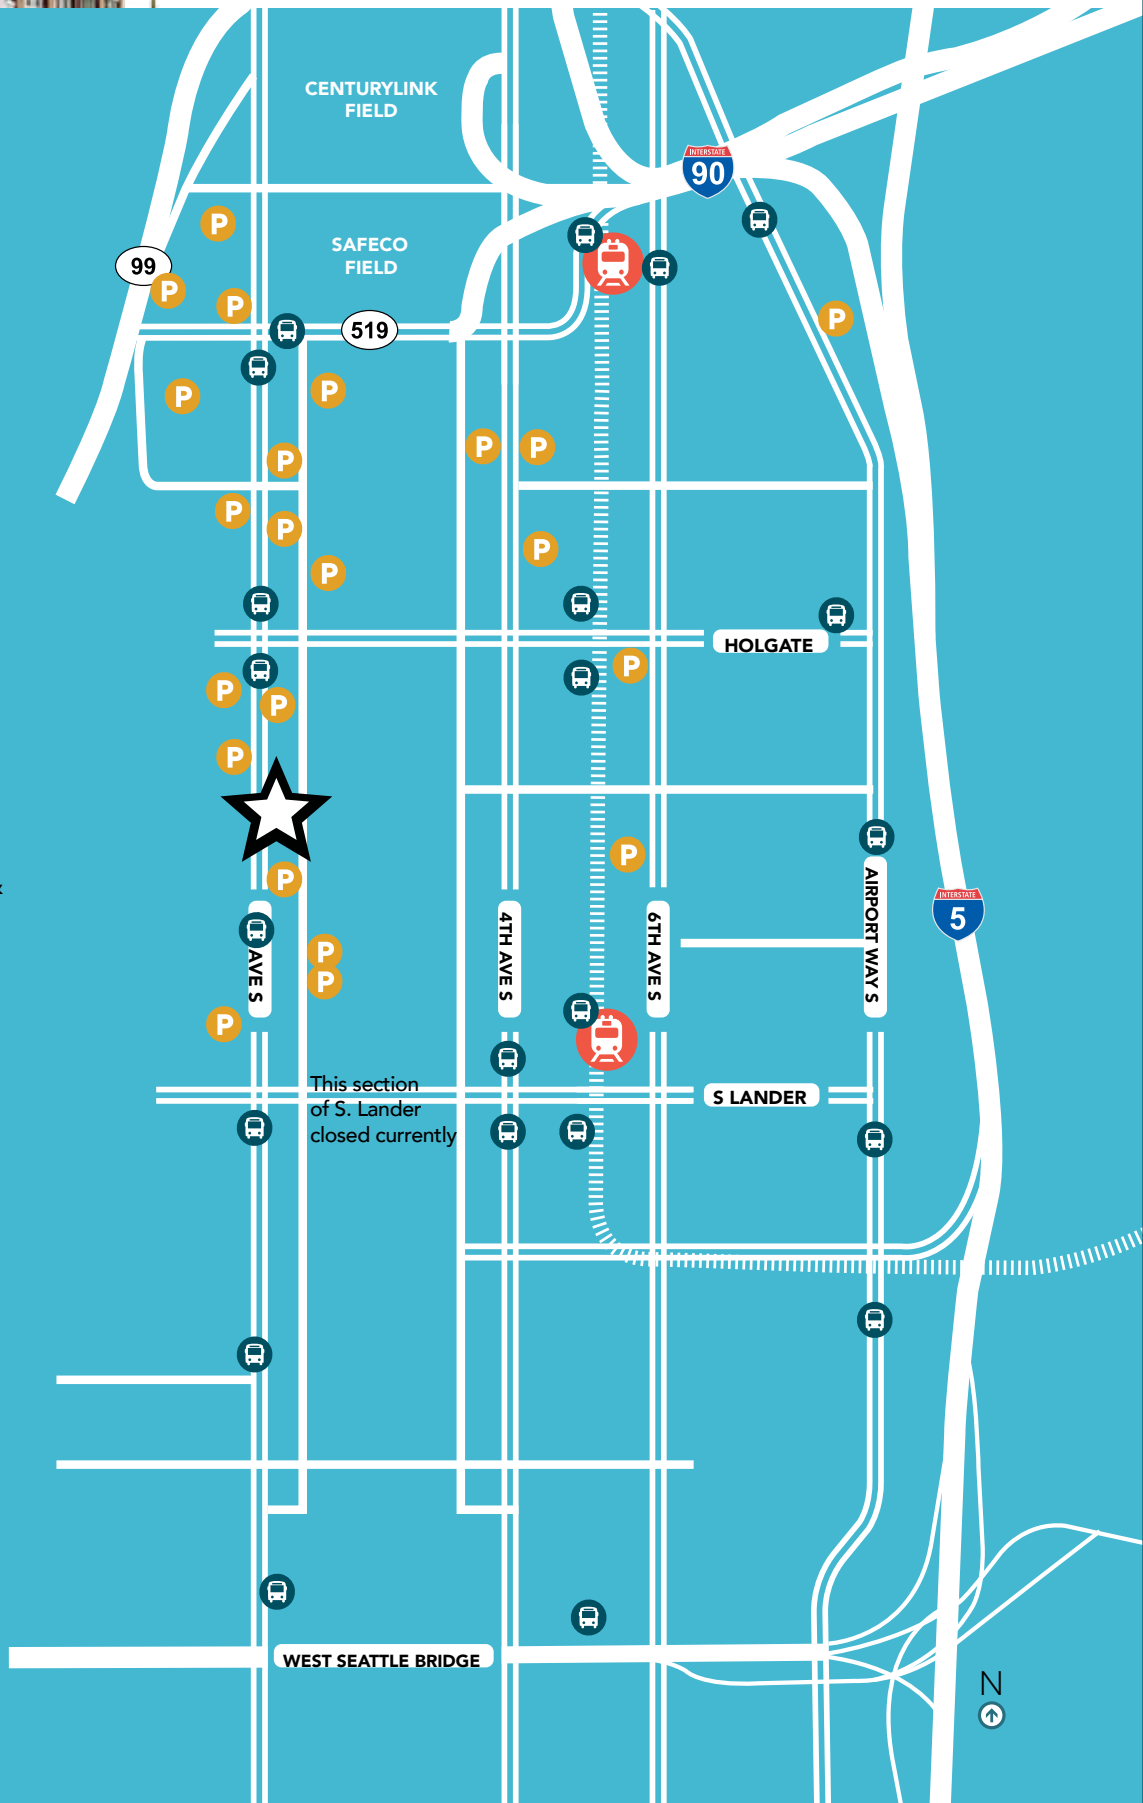 CENTURYLINK
FIELD
INTERSTATE
90
P
SAFECO
FIELD
99
P
P
P
519
P
P
P
P
P
P
P
P
P
P
HOLGATE
P
P
P
P
P
P
INTERSTATE
5
AVE S
4TH AVE S
6TH AVE S
AIRPORT WAY S
P
P
P
This section
of S. Lander
closed currently
S LANDER
WEST SEATTLE BRIDGE
N